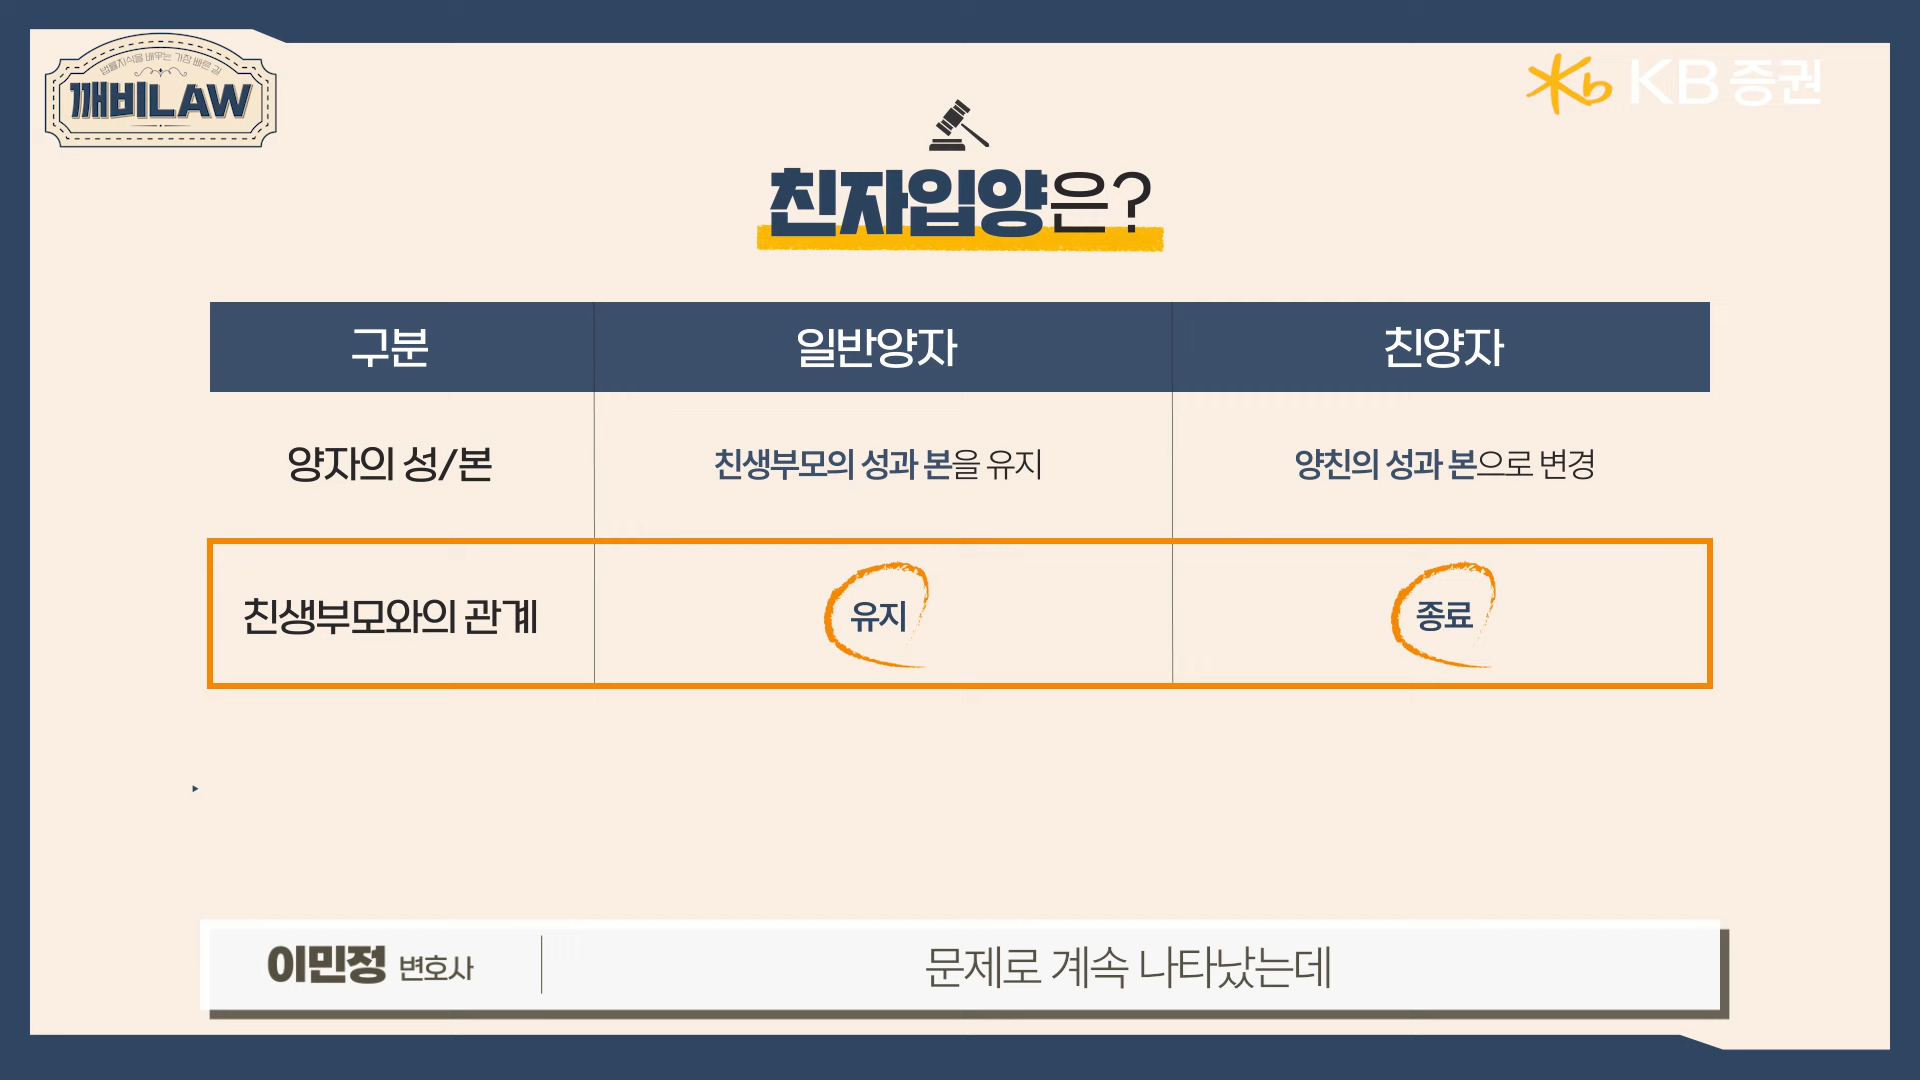 법률지식을 배우는 가장 빠른 길
깨비LAW
Kb KB 증권
친자입양은?
구분 일반양자 친양자
양자의 성/본 친생부모의 성과 본을 유지 양친의 성과 본으로 변경
친생부모와의 관계 유지 종료
이민정 변호사 문제로 계속 나타났는데